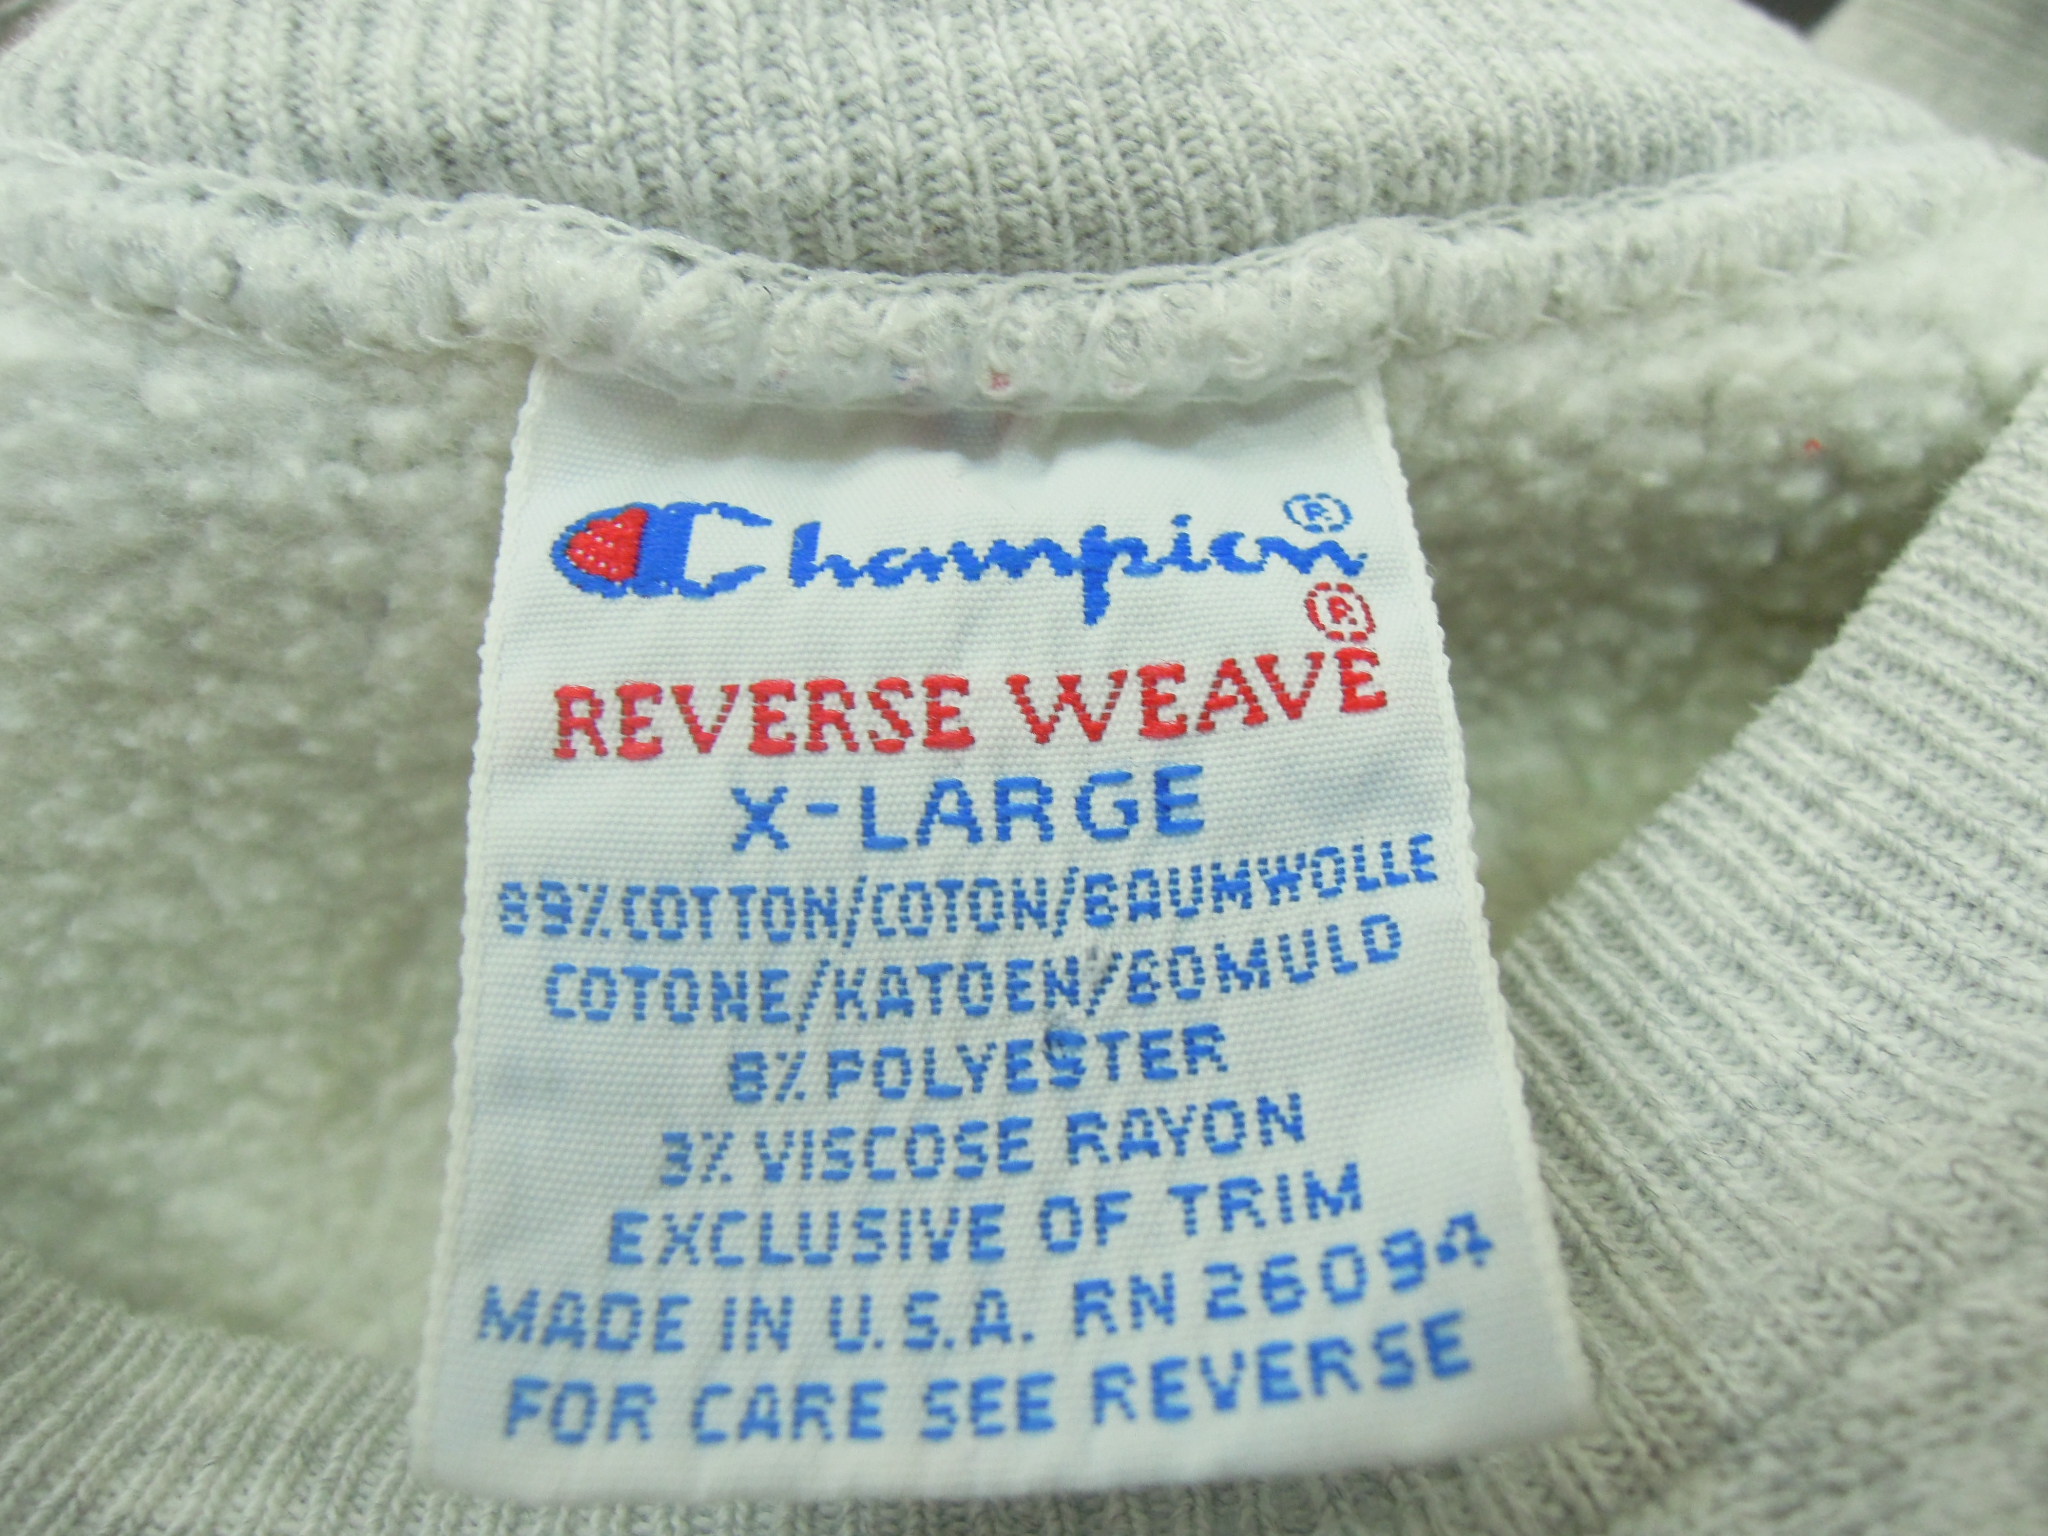 Champion®
REVERSE WEAVE®
X-LARGE
89% COTTON/COTON/BAUMWOLLE
COTONE/KATOEN/BOMULD
8% POLYESTER
3% VISCOSE RAYON
EXCLUSIVE OF TRIM
MADE IN U.S.A. RN 26094
FOR CARE SEE REVERSE